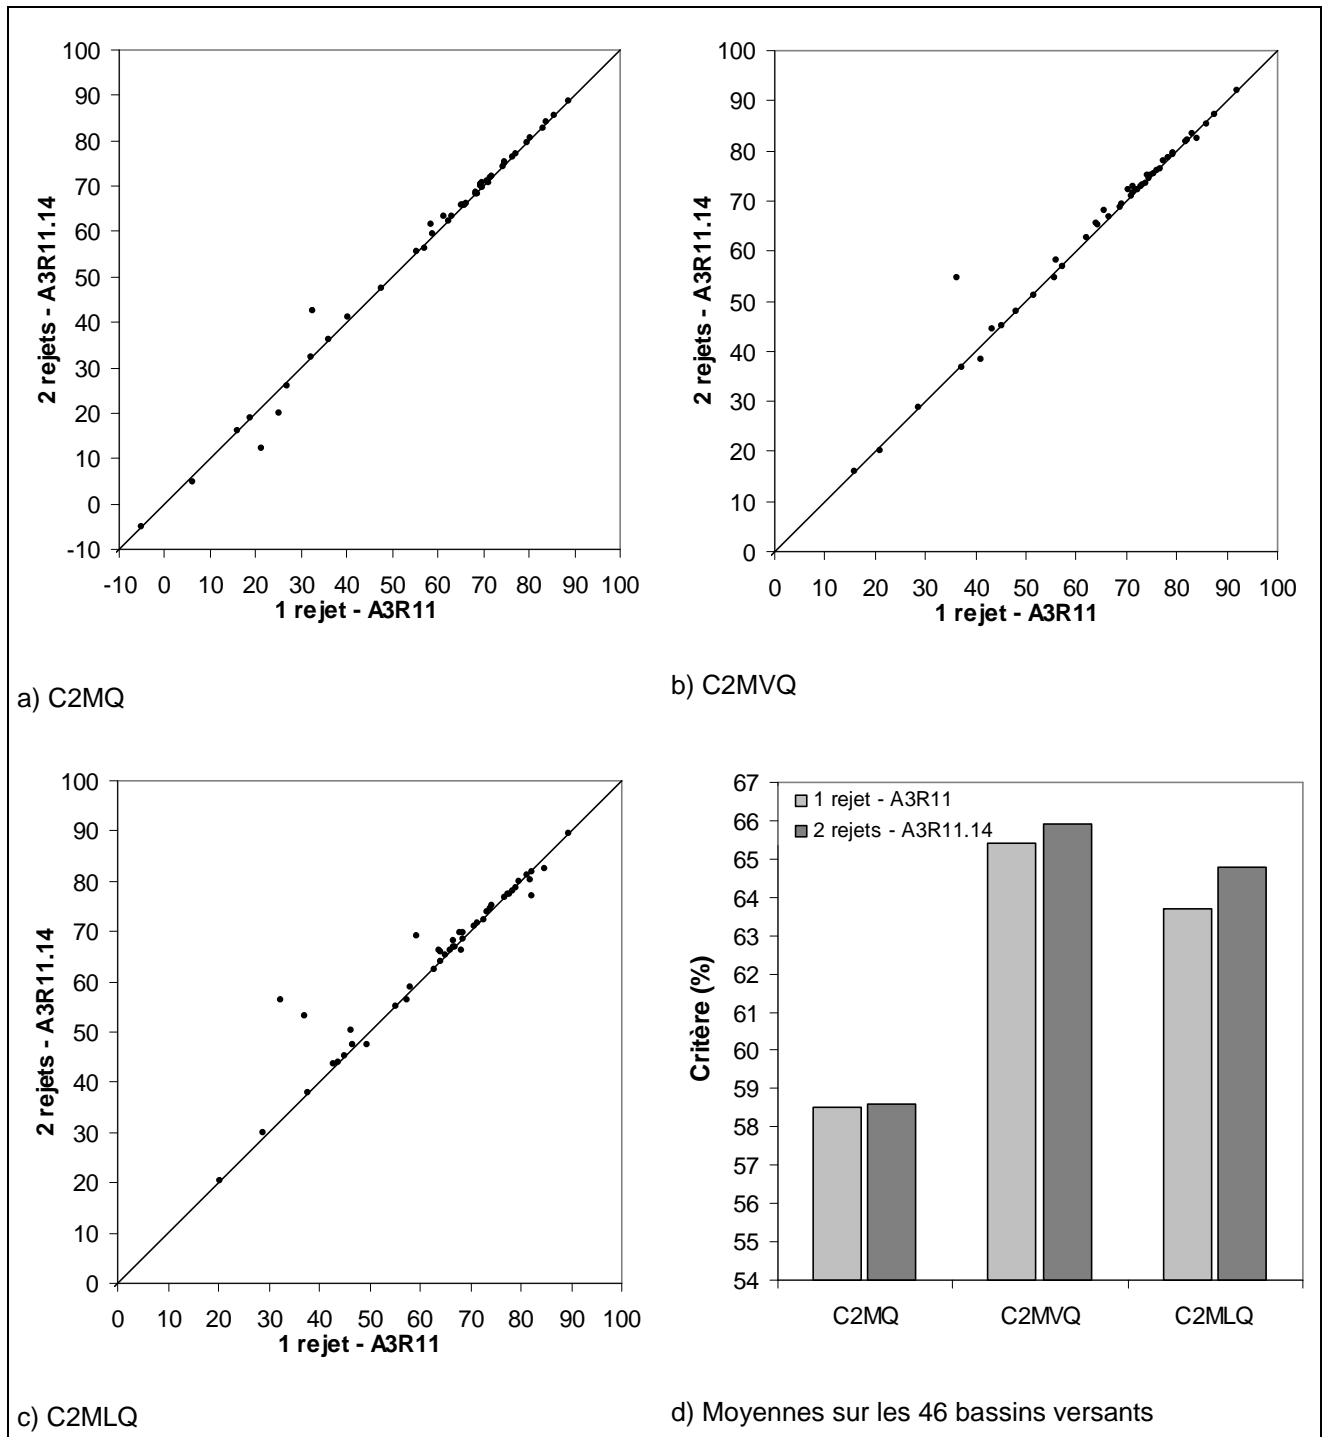 100
90
80
70
60
50
40
30
20
10
0
-10
-10 0 10 20 30 40 50 60 70 80 90 100
2 rejets - A3R11.14
1 rejet - A3R11
a) C2MQ
100
90
80
70
60
50
40
30
20
10
0
0 10 20 30 40 50 60 70 80 90 100
2 rejets - A3R11.14
1 rejet - A3R11
b) C2MVQ
100
90
80
70
60
50
40
30
20
10
0
0 10 20 30 40 50 60 70 80 90 100
2 rejets - A3R11.14
1 rejet - A3R11
c) C2MLQ
67
66
65
64
63
62
61
60
59
58
57
56
55
54
Critère (%)
1 rejet - A3R11
2 rejets - A3R11.14
C2MQ C2MVQ C2MLQ
d) Moyennes sur les 46 bassins versants